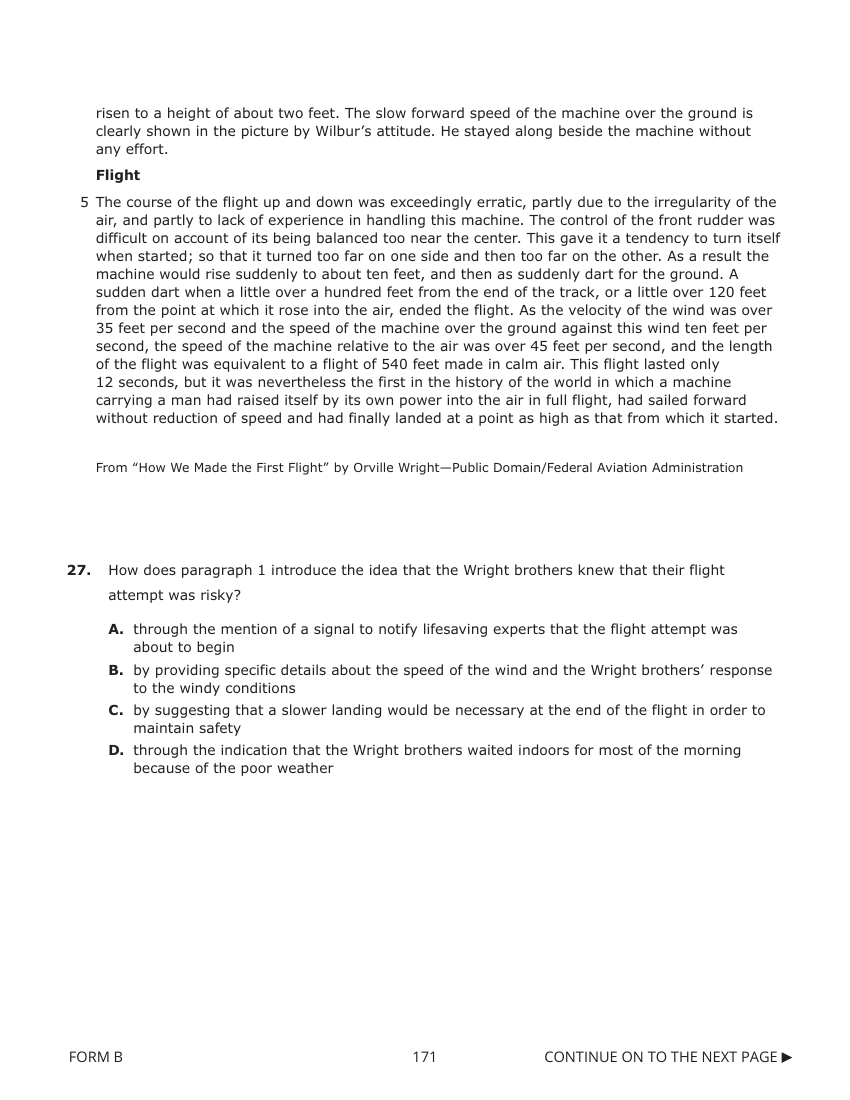 risen to a height of about two feet. The slow forward speed of the machine over the ground is
clearly shown in the picture by Wilbur’s attitude. He stayed along beside the machine without
any effort.
Flight
5 The course of the flight up and down was exceedingly erratic, partly due to the irregularity of the
air, and partly to lack of experience in handling this machine. The control of the front rudder was
difficult on account of its being balanced too near the center. This gave it a tendency to turn itself
when started; so that it turned too far on one side and then too far on the other. As a result the
machine would rise suddenly to about ten feet, and then as suddenly dart for the ground. A
sudden dart when a little over a hundred feet from the end of the track, or a little over 120 feet
from the point at which it rose into the air, ended the flight. As the velocity of the wind was over
35 feet per second and the speed of the machine over the ground against this wind ten feet per
second, the speed of the machine relative to the air was over 45 feet per second, and the length
of the flight was equivalent to a flight of 540 feet made in calm air. This flight lasted only
12 seconds, but it was nevertheless the first in the history of the world in which a machine
carrying a man had raised itself by its own power into the air in full flight, had sailed forward
without reduction of speed and had finally landed at a point as high as that from which it started.
From “How We Made the First Flight” by Orville Wright—Public Domain/Federal Aviation Administration
27. How does paragraph 1 introduce the idea that the Wright brothers knew that their flight
attempt was risky?
A. through the mention of a signal to notify lifesaving experts that the flight attempt was
about to begin
B. by providing specific details about the speed of the wind and the Wright brothers’ response
to the windy conditions
C. by suggesting that a slower landing would be necessary at the end of the flight in order to
maintain safety
D. through the indication that the Wright brothers waited indoors for most of the morning
because of the poor weather
FORM B 171 CONTINUE ON TO THE NEXT PAGE ▶